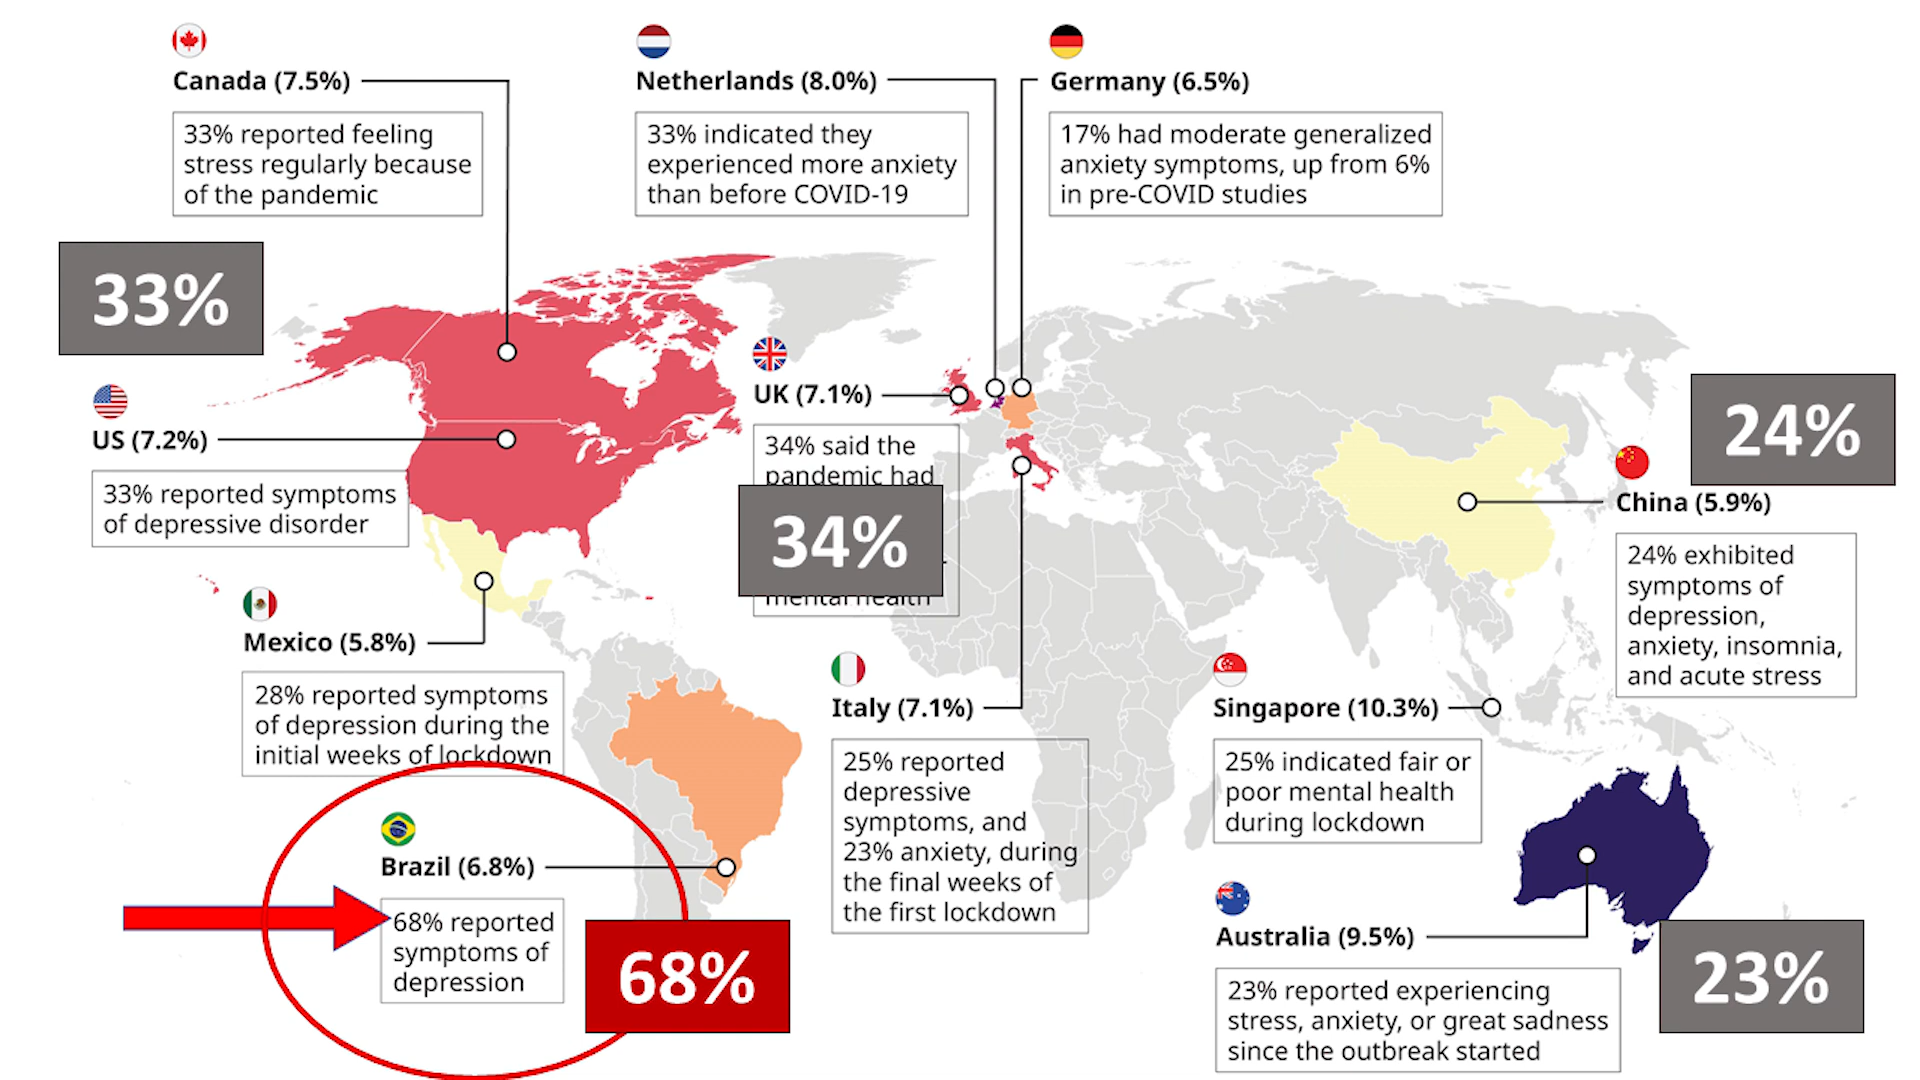 Canada (7.5%)
33% reported feeling
stress regularly because
of the pandemic
Netherlands (8.0%)
33% indicated they
experienced more anxiety
than before COVID-19
Germany (6.5%)
17% had moderate generalized
anxiety symptoms, up from 6%
in pre-COVID studies
33%
US (7.2%)
33% reported symptoms
of depressive disorder
UK (7.1%)
34% said the
pandemic had
34%
mental health
24%
China (5.9%)
24% exhibited
symptoms of
depression,
anxiety, insomnia,
and acute stress
Mexico (5.8%)
28% reported symptoms
of depression during the
initial weeks of lockdown
Italy (7.1%)
25% reported
depressive
symptoms, and
23% anxiety, during
the final weeks of
the first lockdown
Singapore (10.3%)
25% indicated fair or
poor mental health
during lockdown
Brazil (6.8%)
68% reported
symptoms of
depression
68%
Australia (9.5%)
23% reported experiencing
stress, anxiety, or great sadness
since the outbreak started
23%